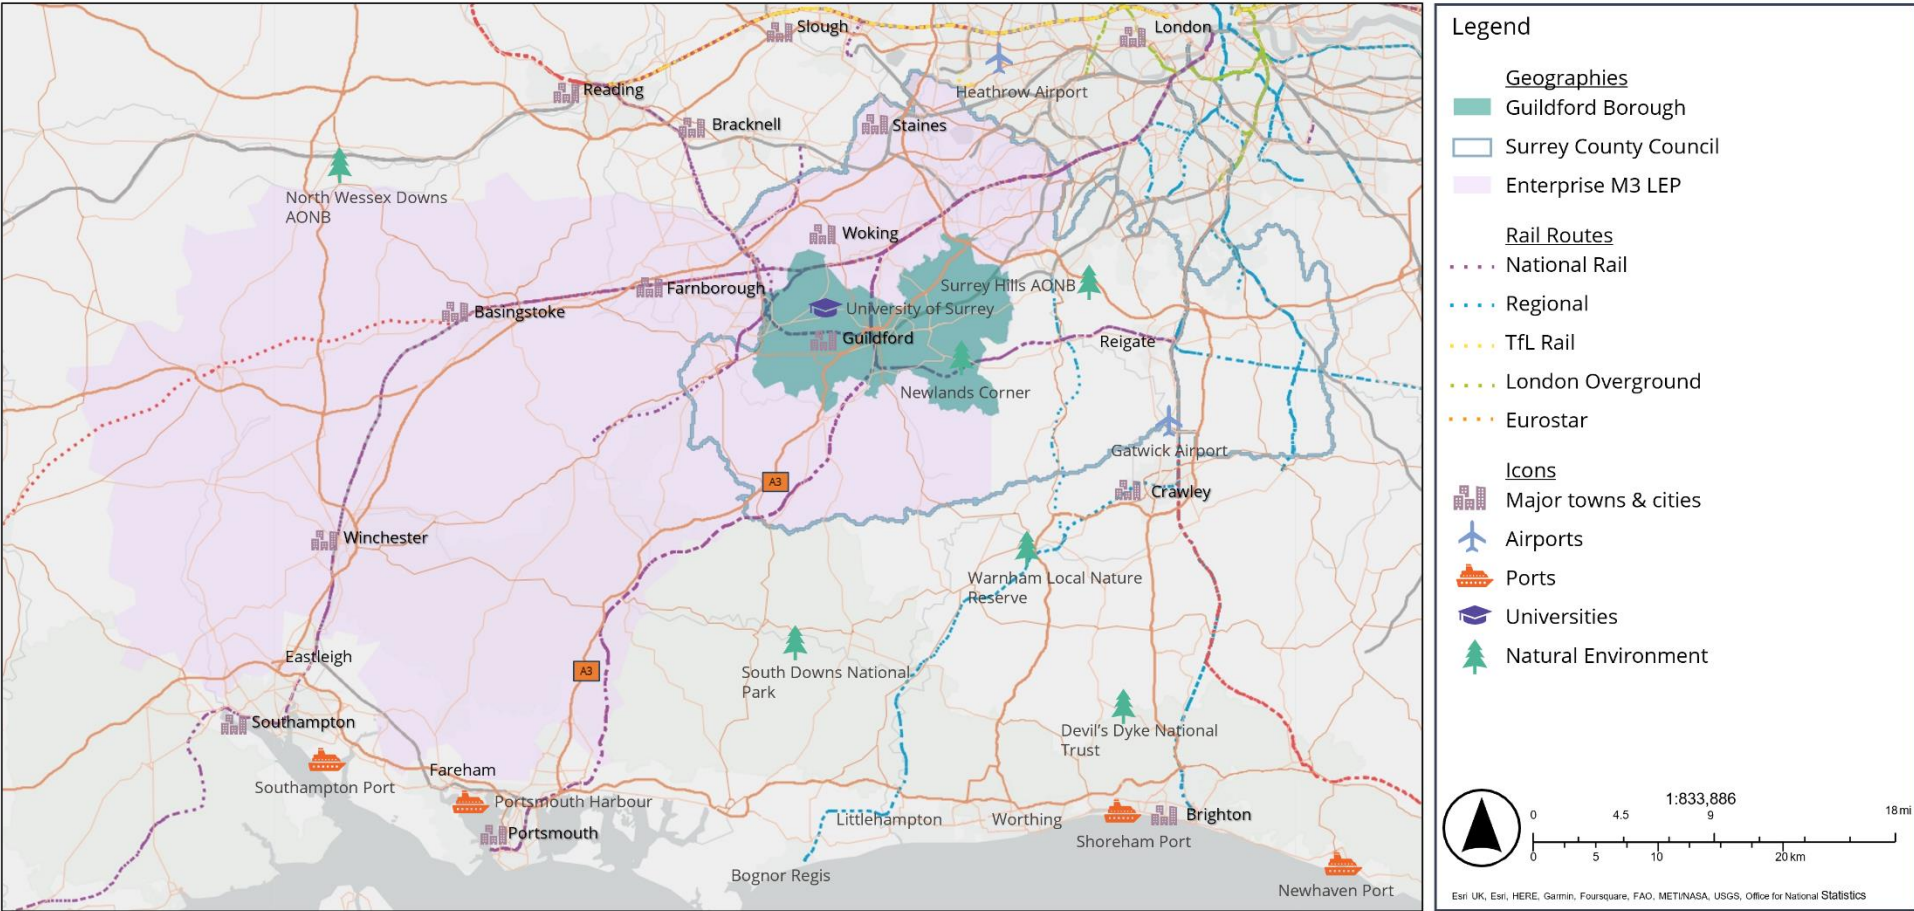 Slough
London
Heathrow Airport
Reading
Bracknell
Staines
North Wessex Downs
AONB
Woking
Farnborough
Surrey Hills AONB
University of Surrey
Basingstoke
Guildford
Reigate
Newlands Corner
Gatwick Airport
A3
Crawley
Winchester
Warnham Local Nature
Reserve
Eastleigh
A3
South Downs National
Park
Southampton
Devil's Dyke National
Trust
Fareham
Southampton Port
Portsmouth Harbour
Portsmouth
Littlehampton
Worthing
Brighton
Shoreham Port
Bognor Regis
Newhaven Port
Legend
Geographies
Guildford Borough
Surrey County Council
Enterprise M3 LEP
Rail Routes
National Rail
Regional
TfL Rail
London Overground
Eurostar
Icons
Major towns & cities
Airports
Ports
Universities
Natural Environment
1:833,886
0 4.5 9 18 mi
0 5 10 20 km
Esri UK, Esri, HERE, Garmin, Foursquare, FAO, METI/NASA, USGS, Office for National Statistics